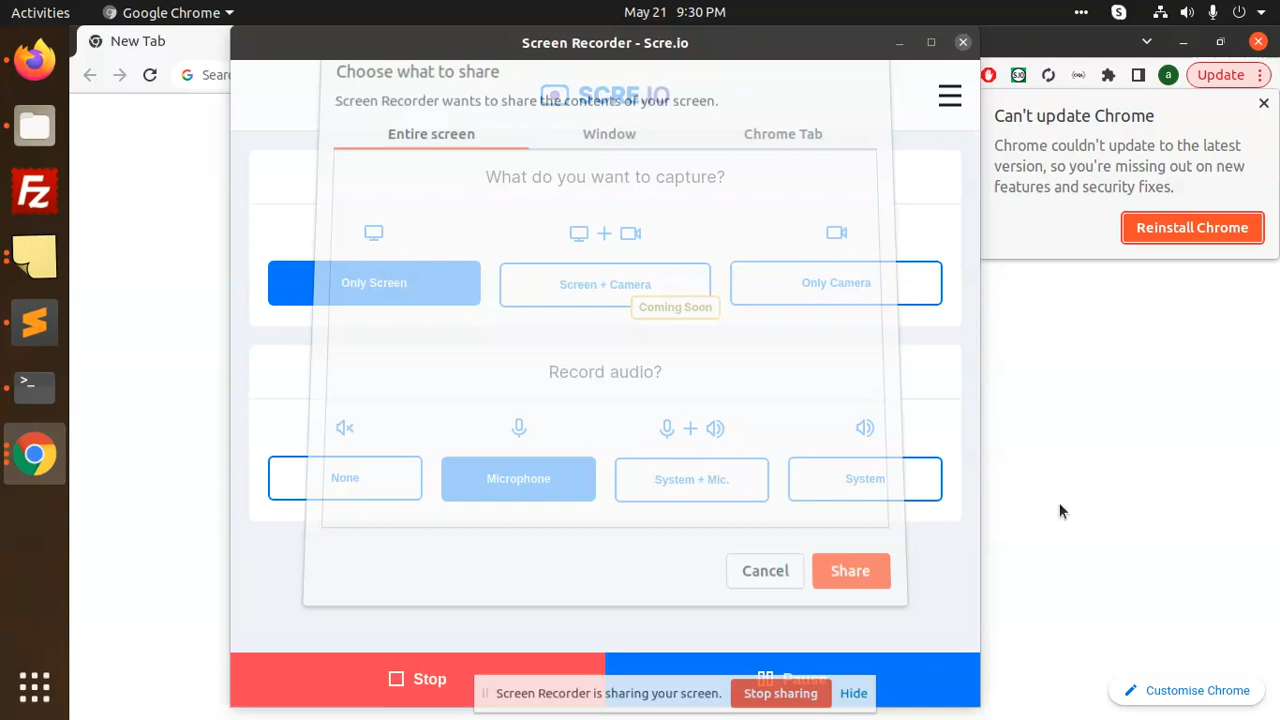 Activities
Google Chrome
May 21 9:30 PM
New Tab
Screen Recorder - Scre.io
Sear
a
Update
Choose what to share
SCRE.IO
Screen Recorder wants to share the contents of your screen.
Entire screen
Window
Chrome Tab
Can't update Chrome
Chrome couldn't update to the latest
version, so you're missing out on new
features and security fixes.
Reinstall Chrome
What do you want to capture?
Only Screen
Screen + Camera
Only Camera
Coming Soon
Record audio?
None
Microphone
System + Mic.
System
Cancel
Share
Stop
Pause
Screen Recorder is sharing your screen.
Stop sharing
Hide
Customise Chrome